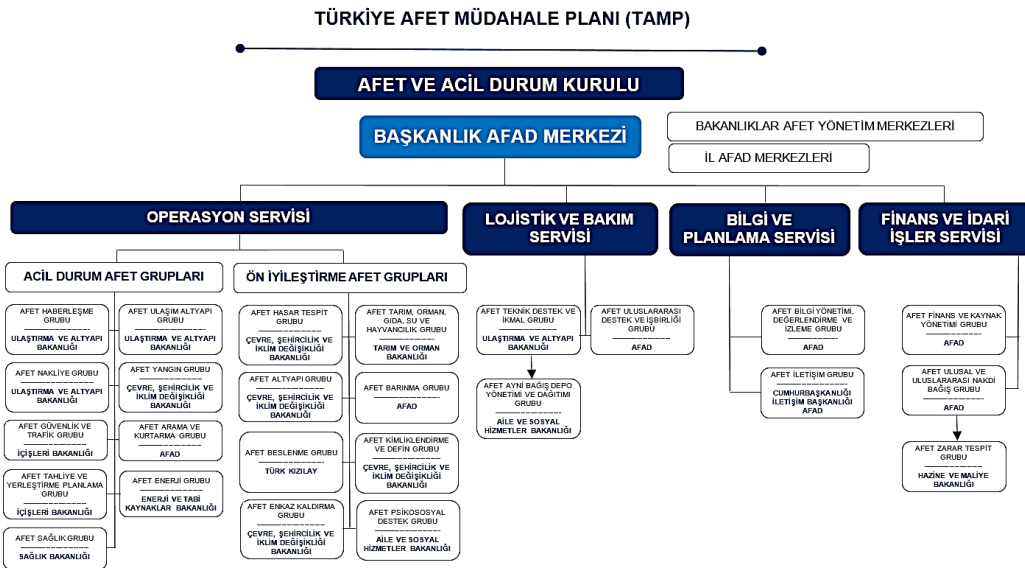 TÜRKİYE AFET MÜDAHALE PLANI (TAMP)
AFET VE ACİL DURUM KURULU
BAŞKANLIK AFAD MERKEZİ
BAKANLIKLAR AFET YÖNETİM MERKEZLERİ
İL AFAD MERKEZLERİ
OPERASYON SERVİSİ
ACİL DURUM AFET GRUPLARI
AFET HABERLEŞME
GRUBU
ULAŞTIRMA VE ALTYAPI
BAKANLIĞI
AFET ULAŞIM ALTYAPI
GRUBU
ULAŞTIRMA VE ALTYAPI
BAKANLIĞI
AFET NAKLİYE GRUBU
ULAŞTIRMA VE ALTYAPI
BAKANLIĞI
AFET YANGIN GRUBU
ÇEVRE, ŞEHİRCİLİK VE
İKLİM DEĞİŞİKLİĞİ
BAKANLIĞI
AFET GÜVENLİK VE
TRAFİK GRUBU
İÇİŞLERİ BAKANLIĞI
AFET ARAMA VE
KURTARMA GRUBU
AFAD
AFET TAHLİYE VE
YERLEŞTİRME PLANLAMA
GRUBU
İÇİŞLERİ BAKANLIĞI
AFET ENERJİ GRUBU
ENERJİ VE TABİ
KAYNAKLAR BAKANLIĞI
AFET SAĞLIK GRUBU
SAĞLIK BAKANLIĞI
ÖN İYİLEŞTİRME AFET GRUPLARI
AFET HASAR TESPİT
GRUBU
ÇEVRE, ŞEHİRCİLİK VE
İKLİM DEĞİŞİKLİĞİ
BAKANLIĞI
AFET TARIM, ORMAN,
GIDA, SU VE
HAYVANCILIK GRUBU
TARIM VE ORMAN
BAKANLIĞI
AFET ALTYAPI GRUBU
ÇEVRE, ŞEHİRCİLİK VE
İKLİM DEĞİŞİKLİĞİ
BAKANLIĞI
AFET BARINMA GRUBU
AFAD
AFET BESLENME GRUBU
TÜRK KIZILAY
AFET KİMLİKLENDİRME
VE DEFİN GRUBU
ÇEVRE, ŞEHİRCİLİK VE
İKLİM DEĞİŞİKLİĞİ
BAKANLIĞI
AFET ENKAZ KALDIRMA
GRUBU
ÇEVRE, ŞEHİRCİLİK VE
İKLİM DEĞİŞİKLİĞİ
BAKANLIĞI
AFET PSİKOSOSYAL
DESTEK GRUBU
AİLE VE SOSYAL
HİZMETLER BAKANLIĞI
LOJİSTİK VE BAKIM
SERVİSİ
AFET TEKNİK DESTEK VE
İKMAL GRUBU
ULAŞTIRMA VE ALTYAPI
BAKANLIĞI
AFET ULUSLARARASI
DESTEK VE İŞBİRLİĞİ
GRUBU
AFAD
AFET AYNİ BAĞIŞ DEPO
YÖNETİMİ VE DAĞITIMI
GRUBU
AİLE VE SOSYAL
HİZMETLER BAKANLIĞI
BİLGİ VE
PLANLAMA SERVİSİ
AFET BİLGİ YÖNETİMİ,
DEĞERLENDİRME VE
İZLEME GRUBU
AFAD
AFET İLETİŞİM GRUBU
CUMHURBAŞKANLIĞI
İLETİŞİM BAŞKANLIĞI
AFAD
FİNANS VE İDARİ
İŞLER SERVİSİ
AFET FİNANS VE KAYNAK
YÖNETİMİ GRUBU
AFAD
AFET ULUSAL VE
ULUSLARARASI NAKDİ
BAĞIŞ GRUBU
AFAD
AFET ZARAR TESPİT
GRUBU
HAZİNE VE MALİYE
BAKANLIĞI